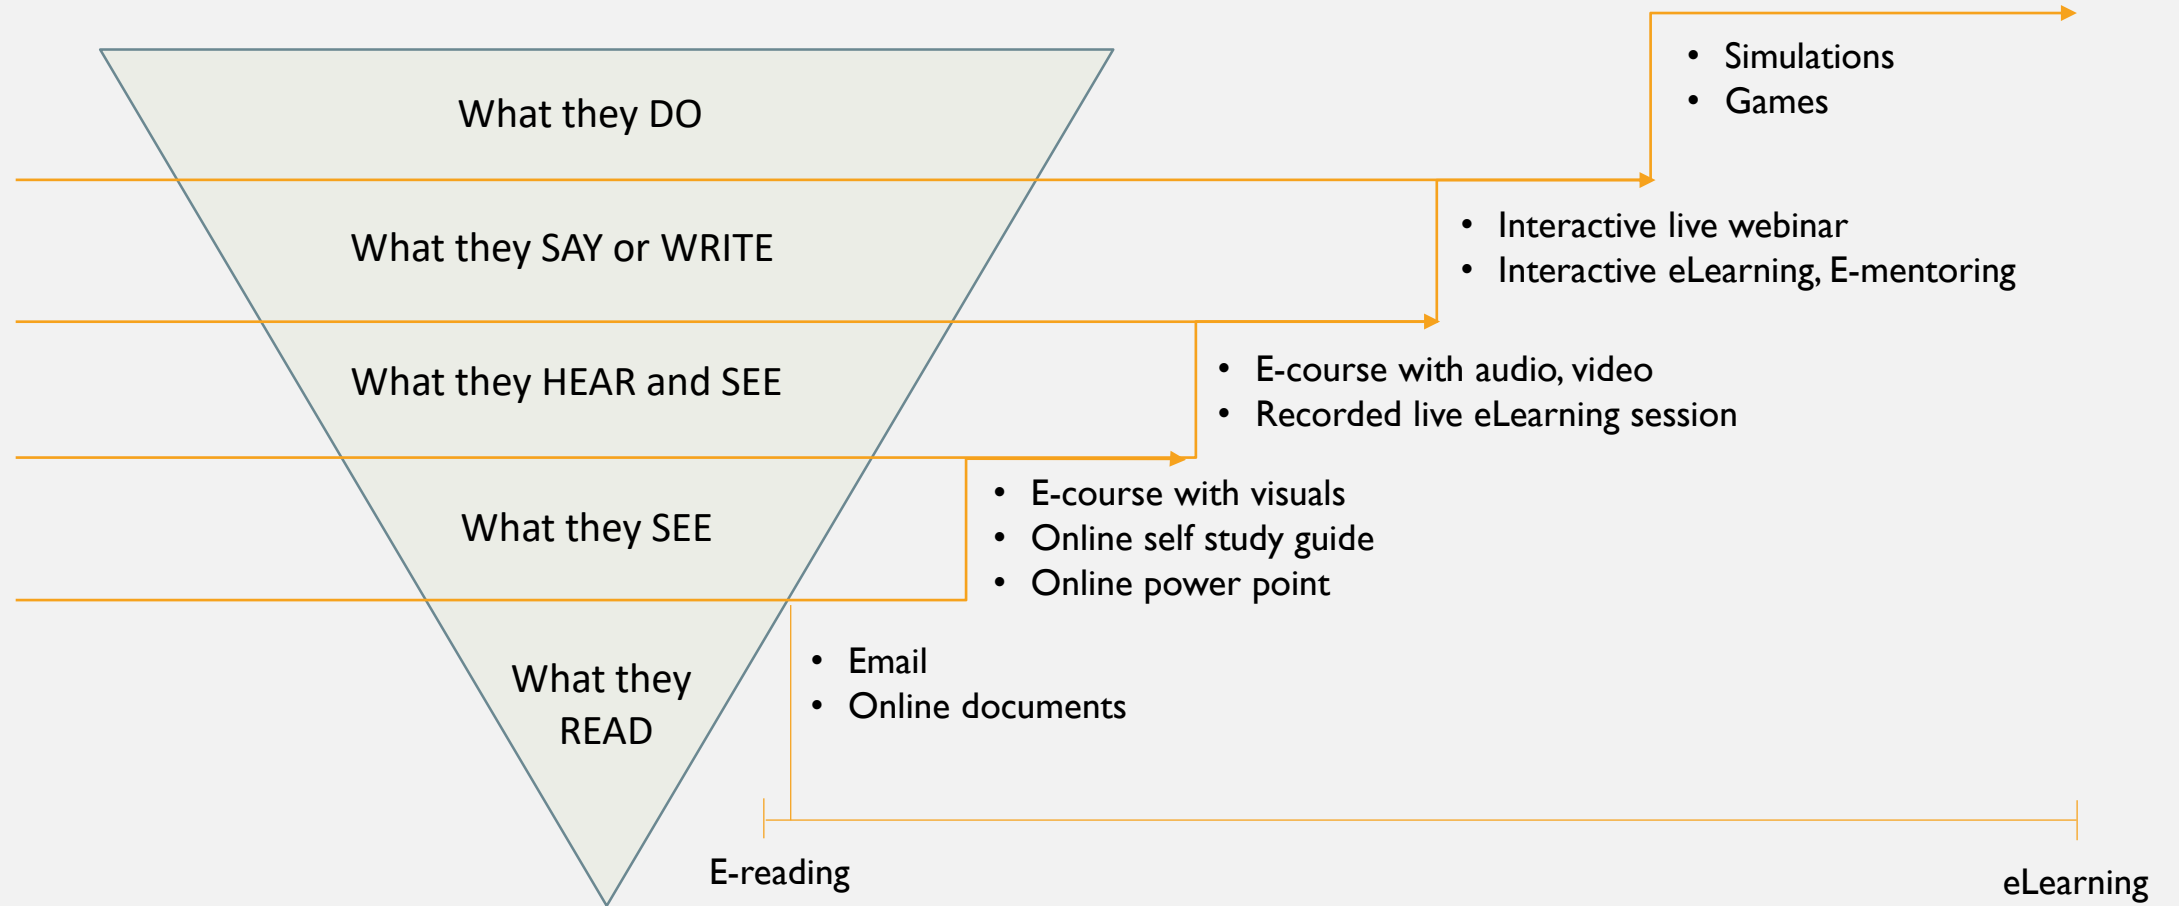 What they DO
• Simulations
• Games
What they SAY or WRITE
• Interactive live webinar
• Interactive eLearning, E-mentoring
What they HEAR and SEE
• E-course with audio, video
• Recorded live eLearning session
What they SEE
• E-course with visuals
• Online self study guide
• Online power point
What they
READ
• Email
• Online documents
E-reading
eLearning